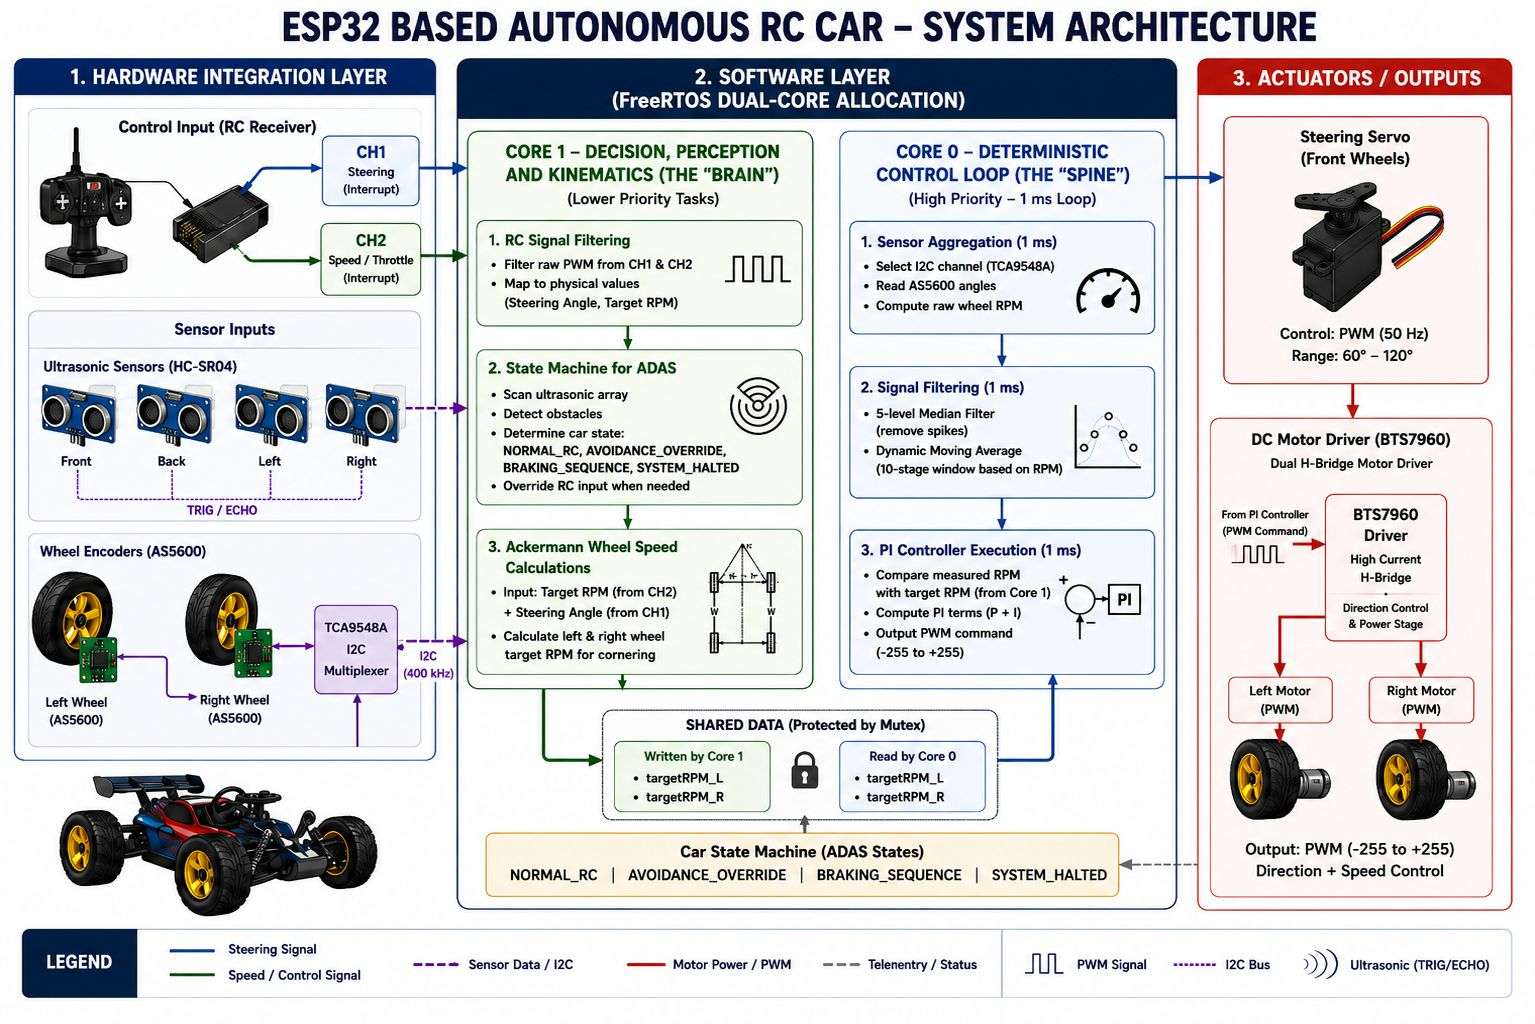 ESP32 BASED AUTONOMOUS RC CAR – SYSTEM ARCHITECTURE
1. HARDWARE INTEGRATION LAYER
Control Input (RC Receiver)
CH1
Steering
(Interrupt)
CH2
Speed / Throttle
(Interrupt)
Sensor Inputs
Ultrasonic Sensors (HC-SR04)
Front
Back
Left
Right
TRIG / ECHO
Wheel Encoders (AS5600)
Left Wheel
(AS5600)
Right Wheel
(AS5600)
TCA9548A
I2C
Multiplexer
I2C
(400 kHz)
2. SOFTWARE LAYER
(FreeRTOS DUAL-CORE ALLOCATION)
CORE 1 – DECISION, PERCEPTION
AND KINEMATICS (THE “BRAIN”)
(Lower Priority Tasks)
1. RC Signal Filtering
• Filter raw PWM from CH1 & CH2
• Map to physical values
(Steering Angle, Target RPM)
2. State Machine for ADAS
• Scan ultrasonic array
• Detect obstacles
• Determine car state:
NORMAL_RC, AVOIDANCE_OVERRIDE,
BRAKING_SEQUENCE, SYSTEM_HALTED
• Override RC input when needed
3. Ackermann Wheel Speed
Calculations
• Input: Target RPM (from CH2)
+ Steering Angle (from CH1)
• Calculate left & right wheel
target RPM for cornering
W
W
CORE 0 – DETERMINISTIC
CONTROL LOOP (THE “SPINE”)
(High Priority – 1 ms Loop)
1. Sensor Aggregation (1 ms)
• Select I2C channel (TCA9548A)
• Read AS5600 angles
• Compute raw wheel RPM
2. Signal Filtering (1 ms)
• 5-level Median Filter
(remove spikes)
• Dynamic Moving Average
(10-stage window based on RPM)
3. PI Controller Execution (1 ms)
• Compare measured RPM
with target RPM (from Core 1)
• Compute PI terms (P + I)
• Output PWM command
(-255 to +255)
+
−
PI
SHARED DATA (Protected by Mutex)
Written by Core 1
• targetRPM_L
• targetRPM_R
Read by Core 0
• targetRPM_L
• targetRPM_R
Car State Machine (ADAS States)
NORMAL_RC | AVOIDANCE_OVERRIDE | BRAKING_SEQUENCE | SYSTEM_HALTED
3. ACTUATORS / OUTPUTS
Steering Servo
(Front Wheels)
Control: PWM (50 Hz)
Range: 60° – 120°
DC Motor Driver (BTS7960)
Dual H-Bridge Motor Driver
From PI Controller
(PWM Command)
BTS7960
Driver
High Current
H-Bridge
Direction Control
& Power Stage
Left Motor
(PWM)
Right Motor
(PWM)
Output: PWM (-255 to +255)
Direction + Speed Control
LEGEND
Steering Signal
Speed / Control Signal
Sensor Data / I2C
Motor Power / PWM
Telenentry / Status
PWM Signal
I2C Bus
Ultrasonic (TRIG/ECHO)